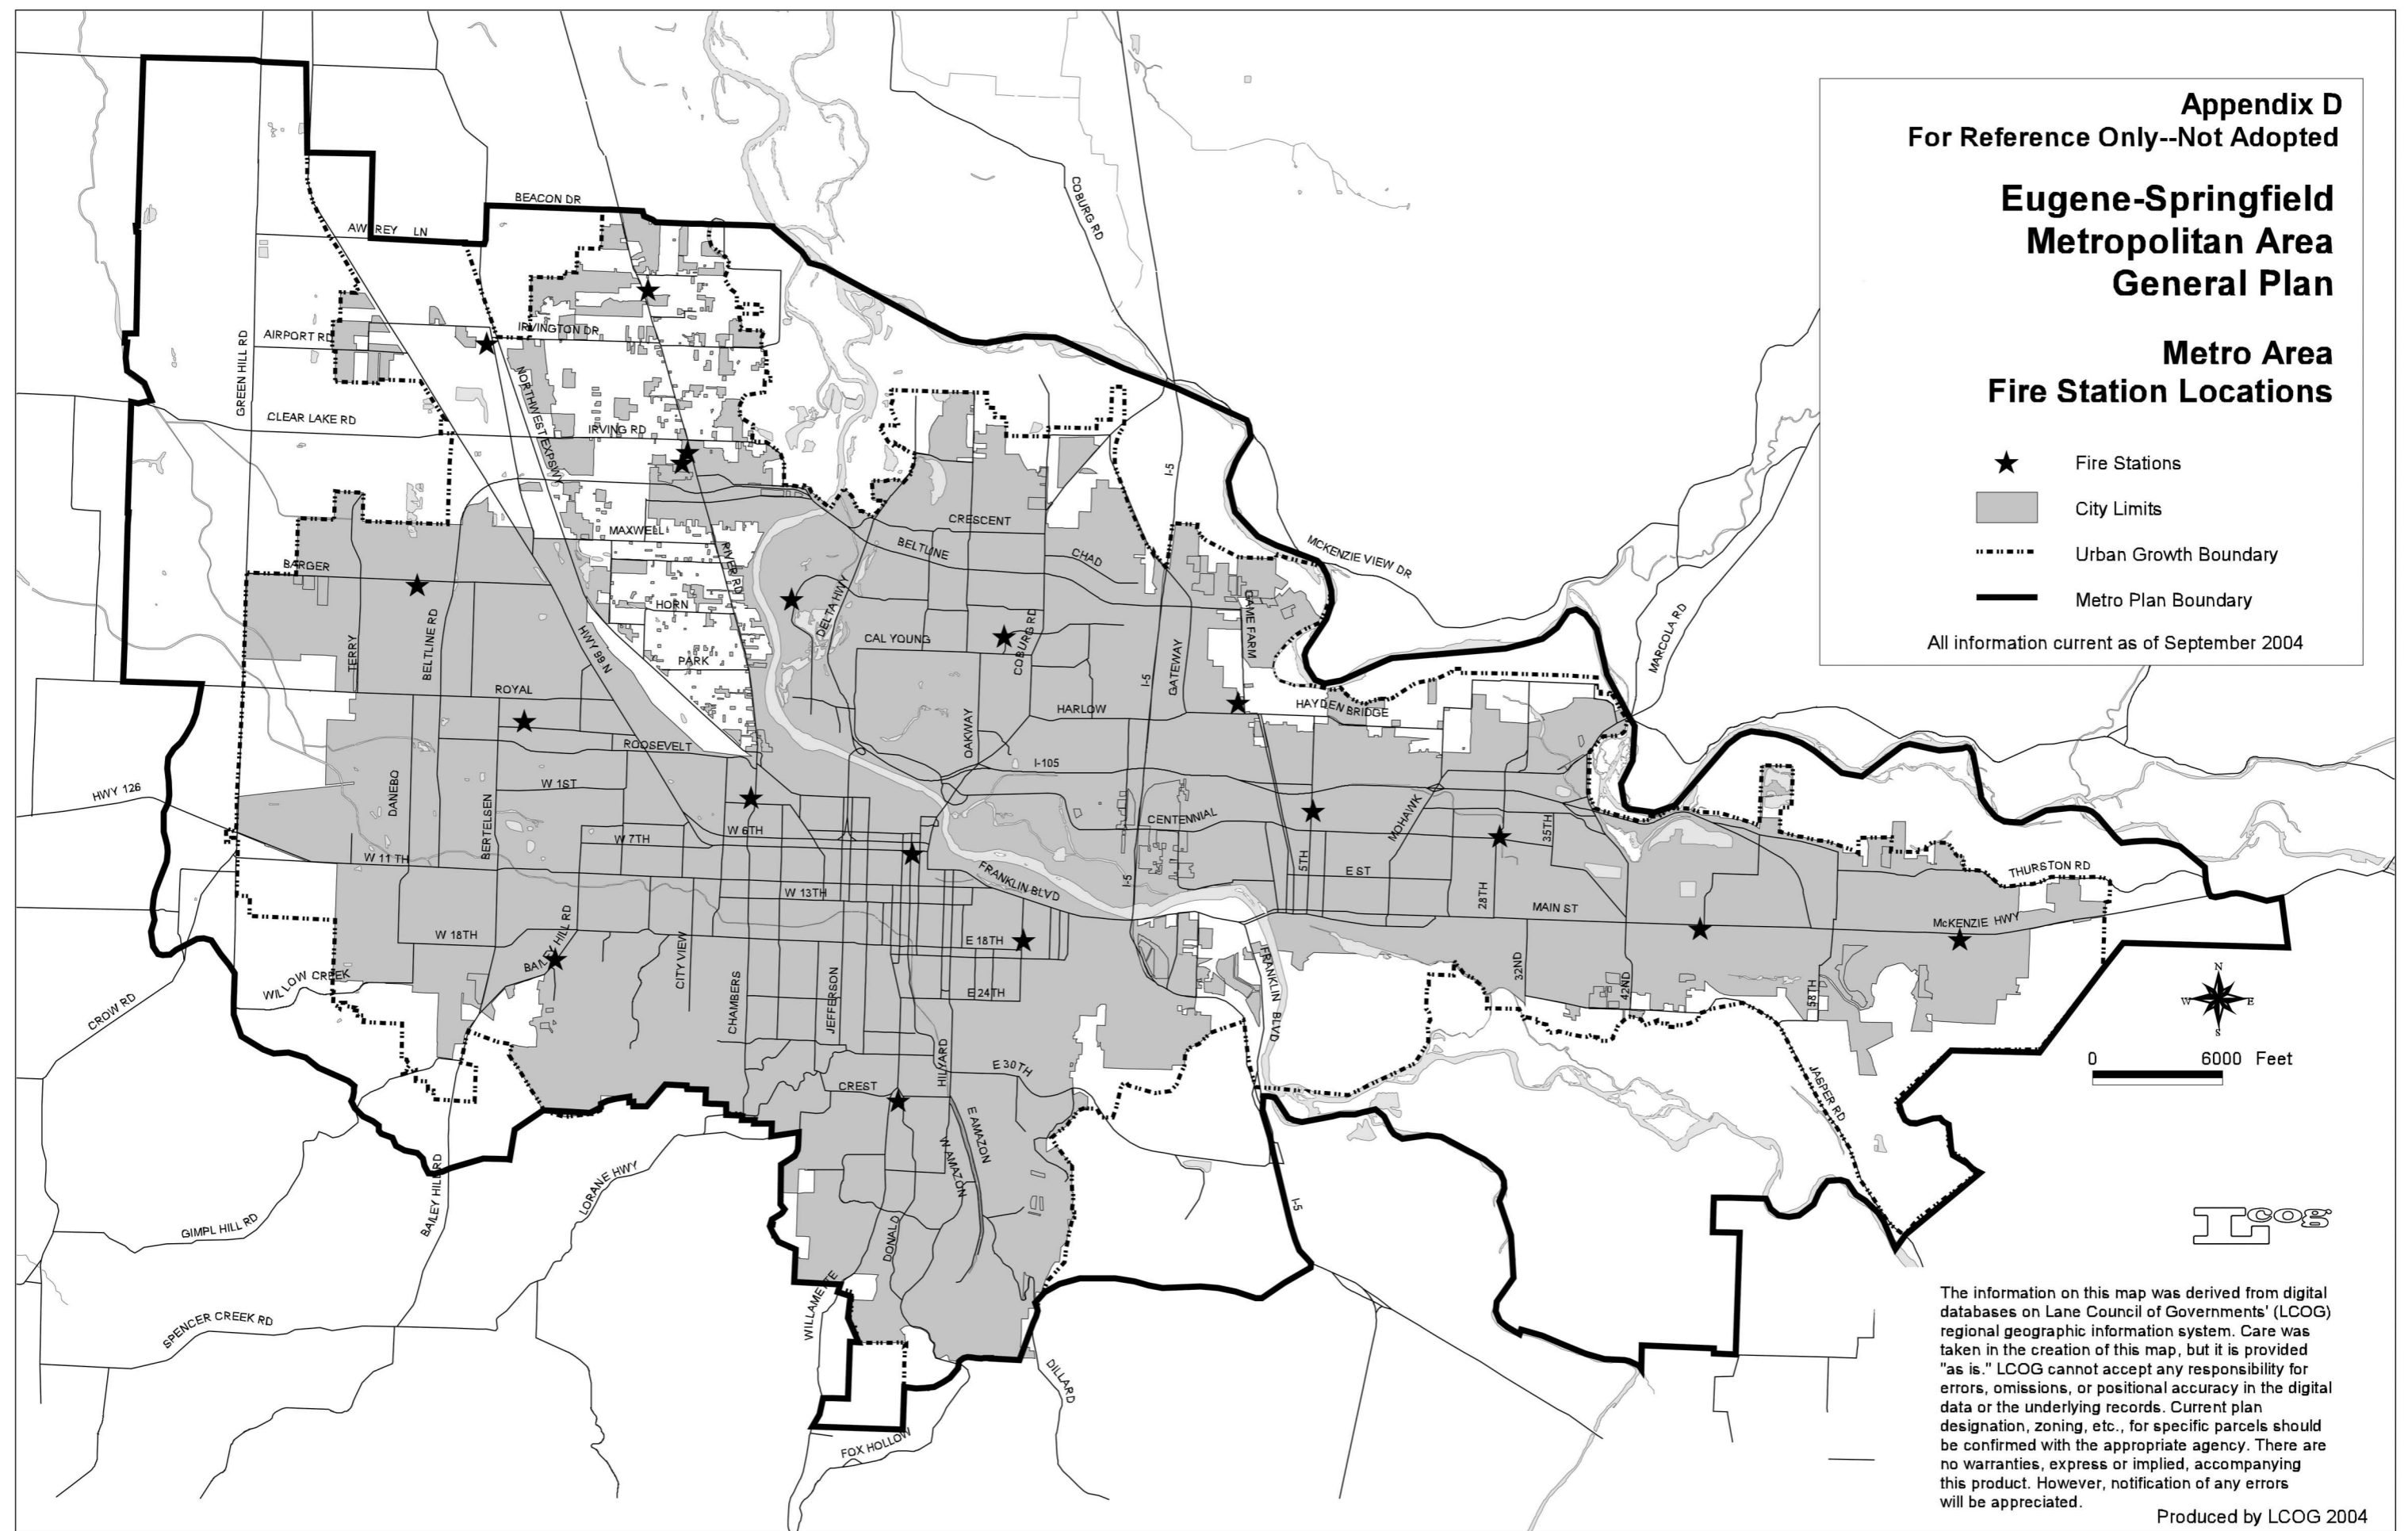 Appendix D
For Reference Only--Not Adopted
Eugene-Springfield
Metropolitan Area
General Plan
Metro Area
Fire Station Locations
Fire Stations
City Limits
Urban Growth Boundary
Metro Plan Boundary
All information current as of September 2004
BEACON DR
COBURG RD
AWBREY LN
IRVINGTON DR
AIRPORT RD
GREEN HILL RD
NORTHWEST EXPSWY
CLEAR LAKE RD
IRVING RD
I-5
CRESCENT
MAXWELL
BELTLINE
CHAD
MCKENZIE VIEW DR
RIVER RD
BARGER
DELTA HWY
HORN
GAME FARM
MARCOLA RD
BELTLINE RD
TERRY
HWY 99 N
CAL YOUNG
COBURG RD
PARK
GATEWAY
I-5
ROYAL
HARLOW
HAYDEN BRIDGE
OAKWAY
ROOSEVELT
I-105
HWY 126
DANEBO
W 1ST
BERTELSEN
CENTENNIAL
MOHAWK
35TH
W 6TH
W 7TH
W 11 TH
5TH
E ST
THURSTON RD
FRANKLIN BLVD
I-5
W 13TH
28TH
MAIN ST
McKENZIE HWY
W 18TH
BAILEY HILL RD
E 18TH
CITY VIEW
32ND
FRANKLIN BLVD
WILLOW CREEK
BAILEY
E 24TH
42ND
58TH
CROW RD
CHAMBERS
JEFFERSON
N
W E
S
0 6000 Feet
HILYARD
E 30TH
CREST
JASPER RD
E AMAZON
W AMAZON
BAILEY HILL RD
LORANE HWY
I-5
GIMPL HILL RD
DONALD
LCOG
WILLAMETTE
SPENCER CREEK RD
DILLARD
FOX HOLLOW
The information on this map was derived from digital
databases on Lane Council of Governments' (LCOG)
regional geographic information system. Care was
taken in the creation of this map, but it is provided
"as is." LCOG cannot accept any responsibility for
errors, omissions, or positional accuracy in the digital
data or the underlying records. Current plan
designation, zoning, etc., for specific parcels should
be confirmed with the appropriate agency. There are
no warranties, express or implied, accompanying
this product. However, notification of any errors
will be appreciated.
Produced by LCOG 2004